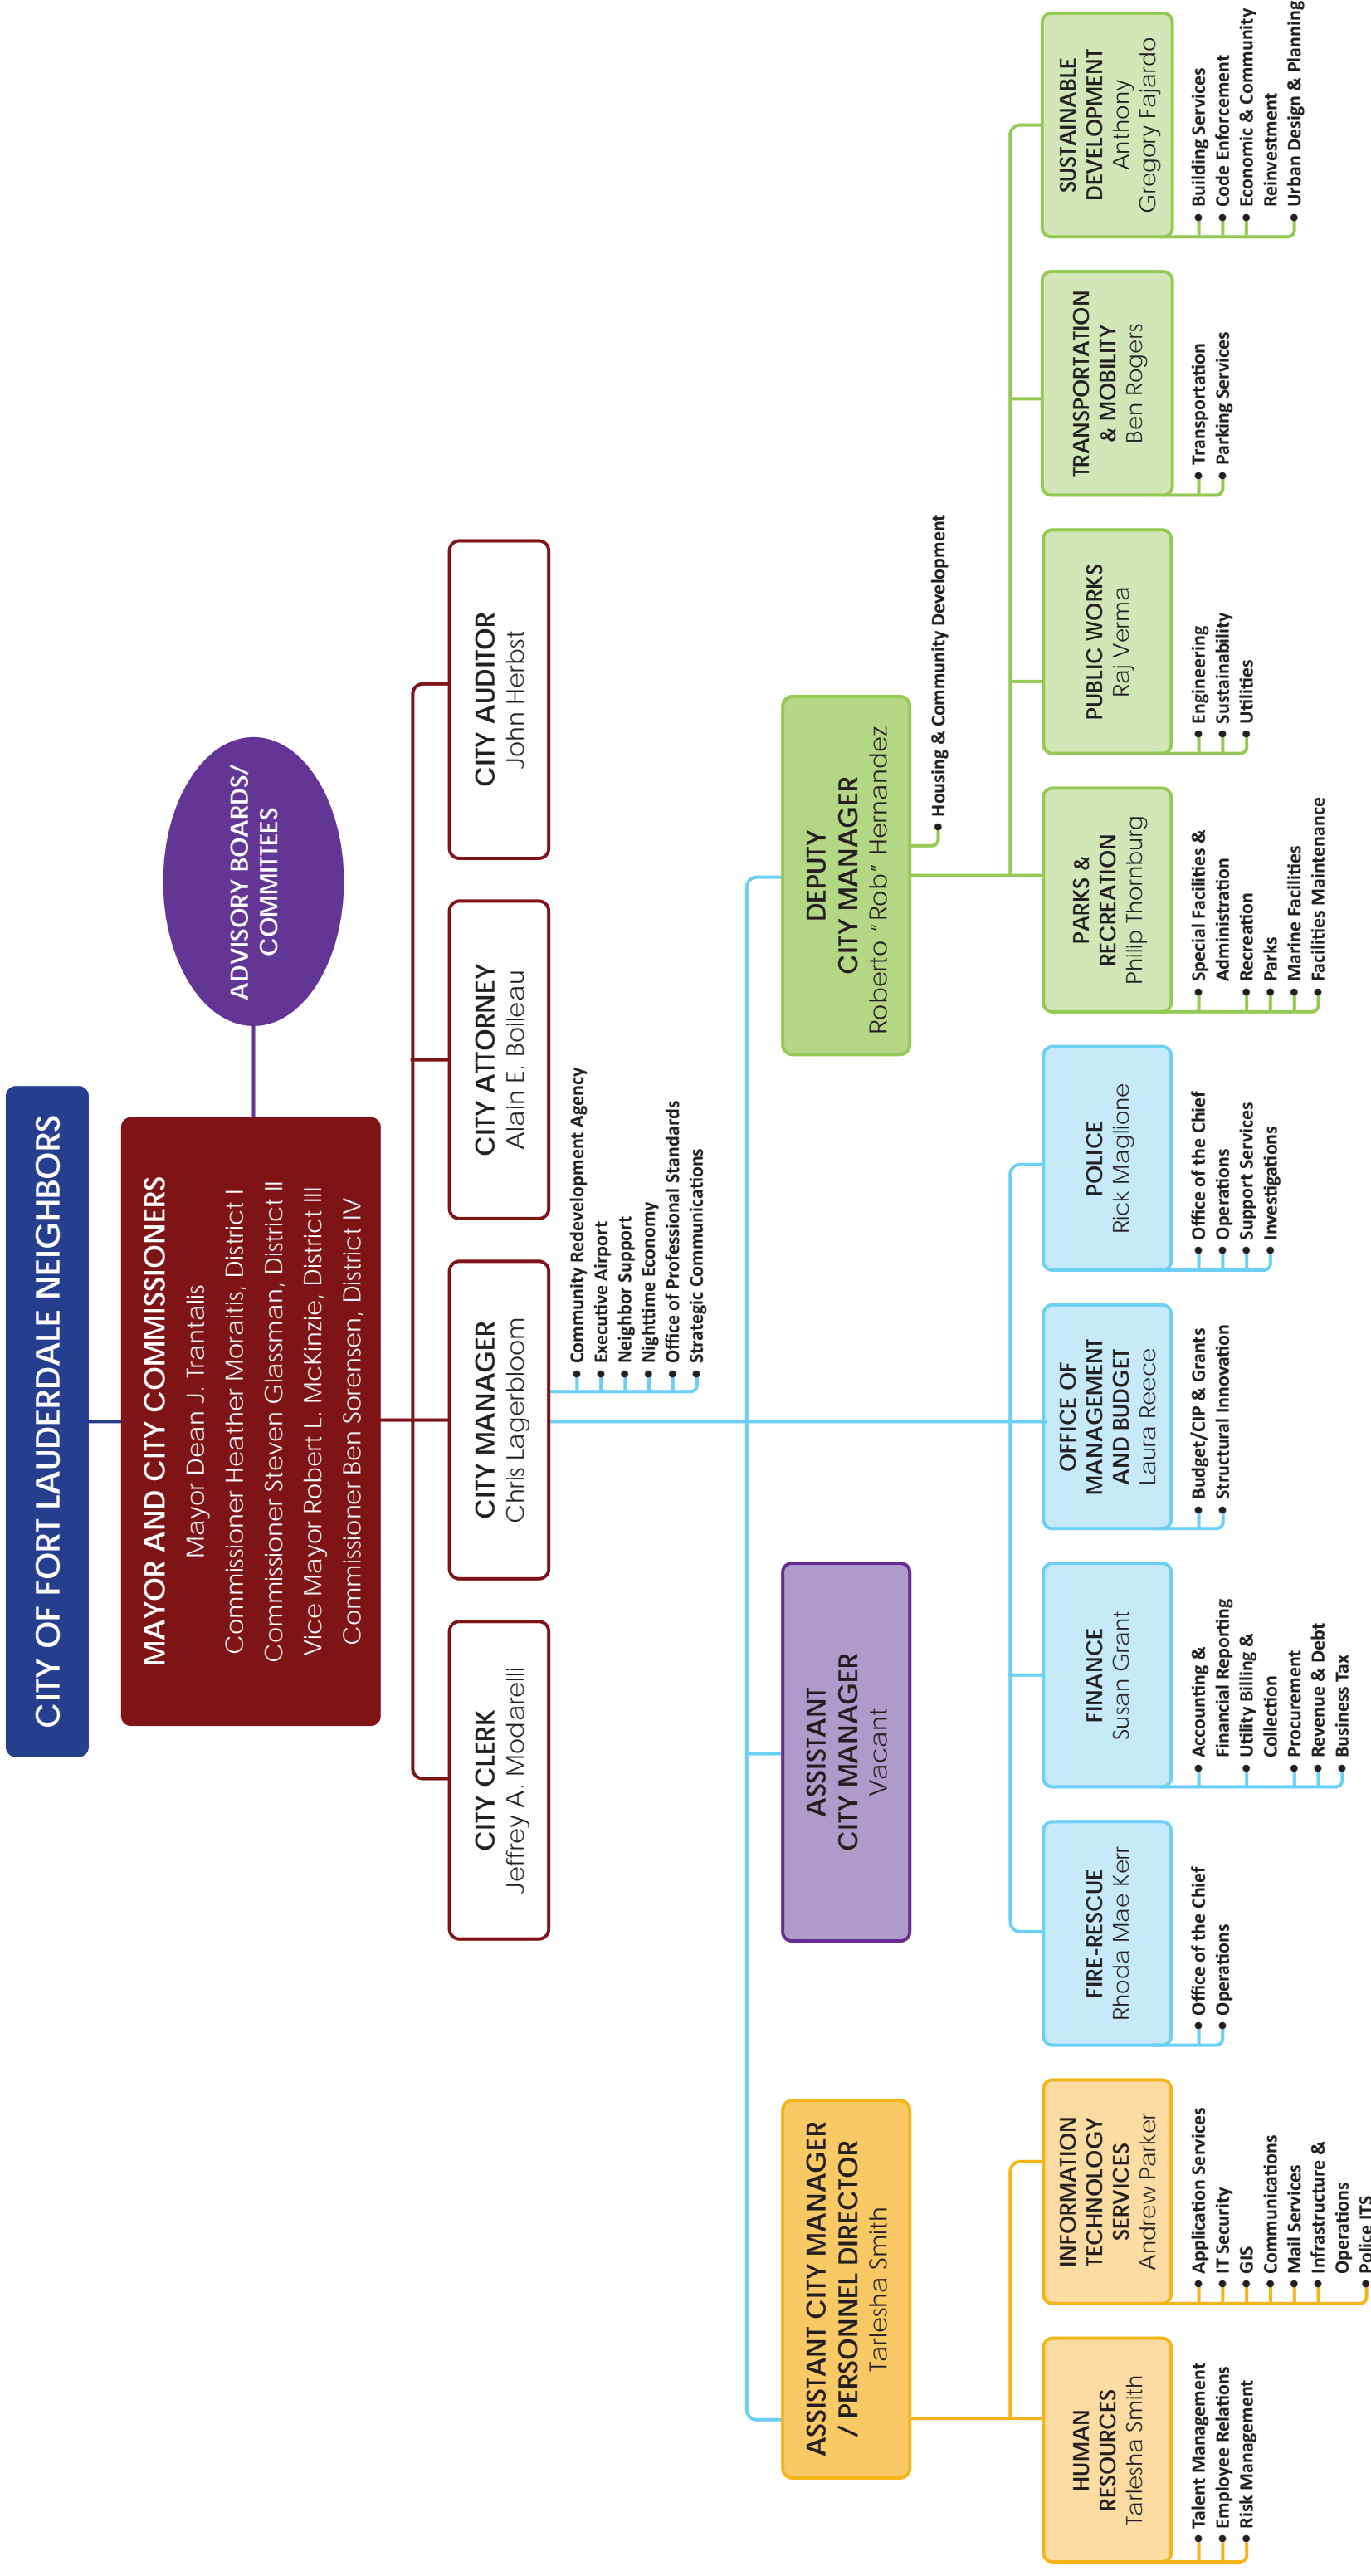 CITY OF FORT LAUDERDALE NEIGHBORS
MAYOR AND CITY COMMISSIONERS
Mayor Dean J. Trantalis
Commissioner Heather Moraitis, District I
Commissioner Steven Glassman, District II
Vice Mayor Robert L. McKinzie, District III
Commissioner Ben Sorensen, District IV
ADVISORY BOARDS/
COMMITTEES
CITY CLERK
Jeffrey A. Modarelli
CITY MANAGER
Chris Lagerbloom
CITY ATTORNEY
Alain E. Boileau
CITY AUDITOR
John Herbst
• Community Redevelopment Agency
• Executive Airport
• Neighbor Support
• Nighttime Economy
• Office of Professional Standards
• Strategic Communications
ASSISTANT CITY MANAGER
/ PERSONNEL DIRECTOR
Tarlesha Smith
ASSISTANT
CITY MANAGER
Vacant
DEPUTY
CITY MANAGER
Roberto “Rob” Hernandez
• Housing & Community Development
HUMAN
RESOURCES
Tarlesha Smith
• Talent Management
• Employee Relations
• Risk Management
INFORMATION
TECHNOLOGY
SERVICES
Andrew Parker
• Application Services
• IT Security
• GIS
• Communications
• Mail Services
• Infrastructure &
Operations
• Police ITS
FIRE-RESCUE
Rhoda Mae Kerr
• Office of the Chief
• Operations
FINANCE
Susan Grant
• Accounting &
Financial Reporting
• Utility Billing &
Collection
• Procurement
• Revenue & Debt
• Business Tax
OFFICE OF
MANAGEMENT
AND BUDGET
Laura Reece
• Budget/CIP & Grants
• Structural Innovation
POLICE
Rick Maglione
• Office of the Chief
• Operations
• Support Services
• Investigations
PARKS &
RECREATION
Philip Thornburg
• Special Facilities &
Administration
• Recreation
• Parks
• Marine Facilities
• Facilities Maintenance
PUBLIC WORKS
Raj Verma
• Engineering
• Sustainability
• Utilities
TRANSPORTATION
& MOBILITY
Ben Rogers
• Transportation
• Parking Services
SUSTAINABLE
DEVELOPMENT
Anthony
Gregory Fajardo
• Building Services
• Code Enforcement
• Economic & Community
Reinvestment
• Urban Design & Planning